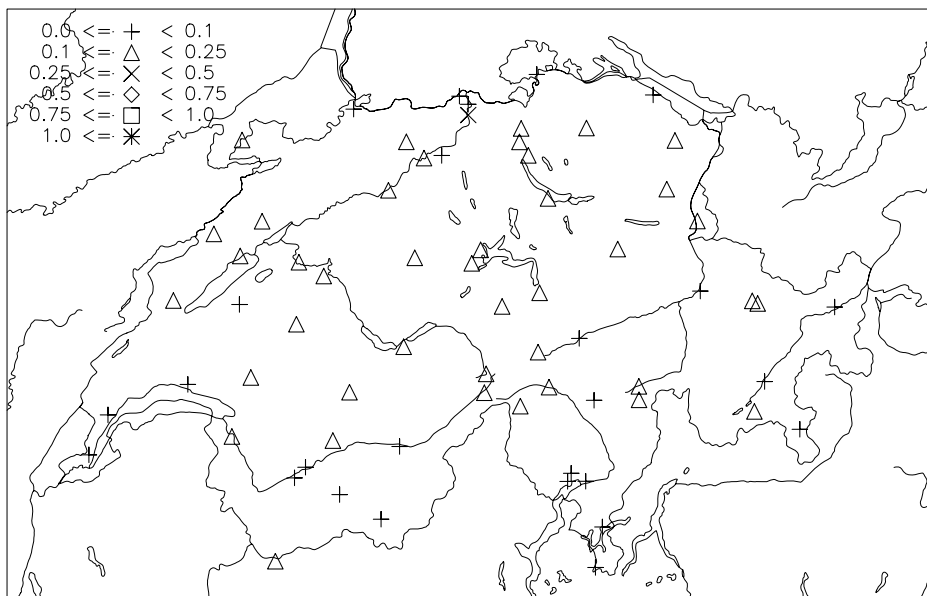 0.0 <= + < 0.1
0.1 <= △ < 0.25
0.25 <= × < 0.5
0.5 <= ◇ < 0.75
0.75 <= □ < 1.0
1.0 <= ✳